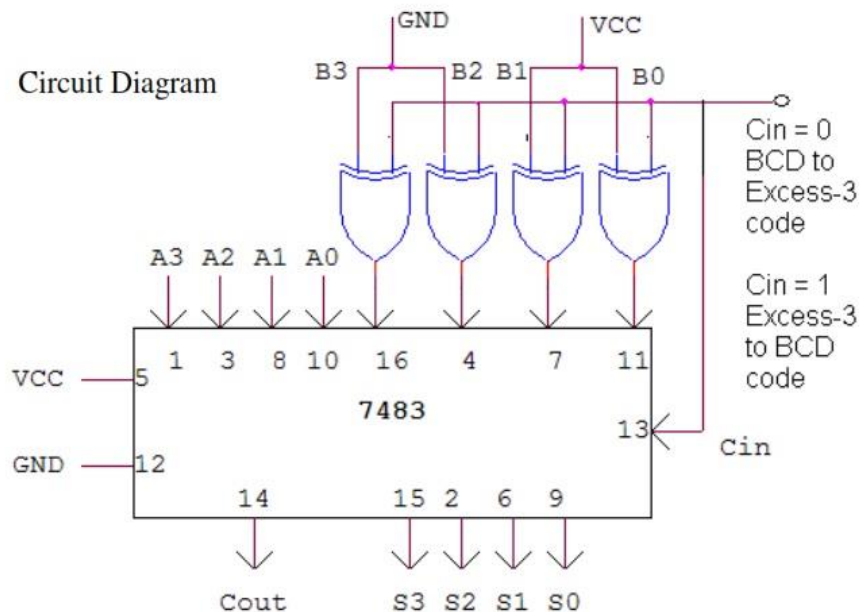 GND
VCC
Circuit Diagram
B3
B2
B1
B0
Cin = 0
BCD to
Excess-3
code
Cin = 1
Excess-3
to BCD
code
A3 A2 A1 A0
1 3 8 10 16 4 7 11
VCC
5
7483
13
Cin
GND
12
14 15 2 6 9
Cout S3 S2 S1 S0